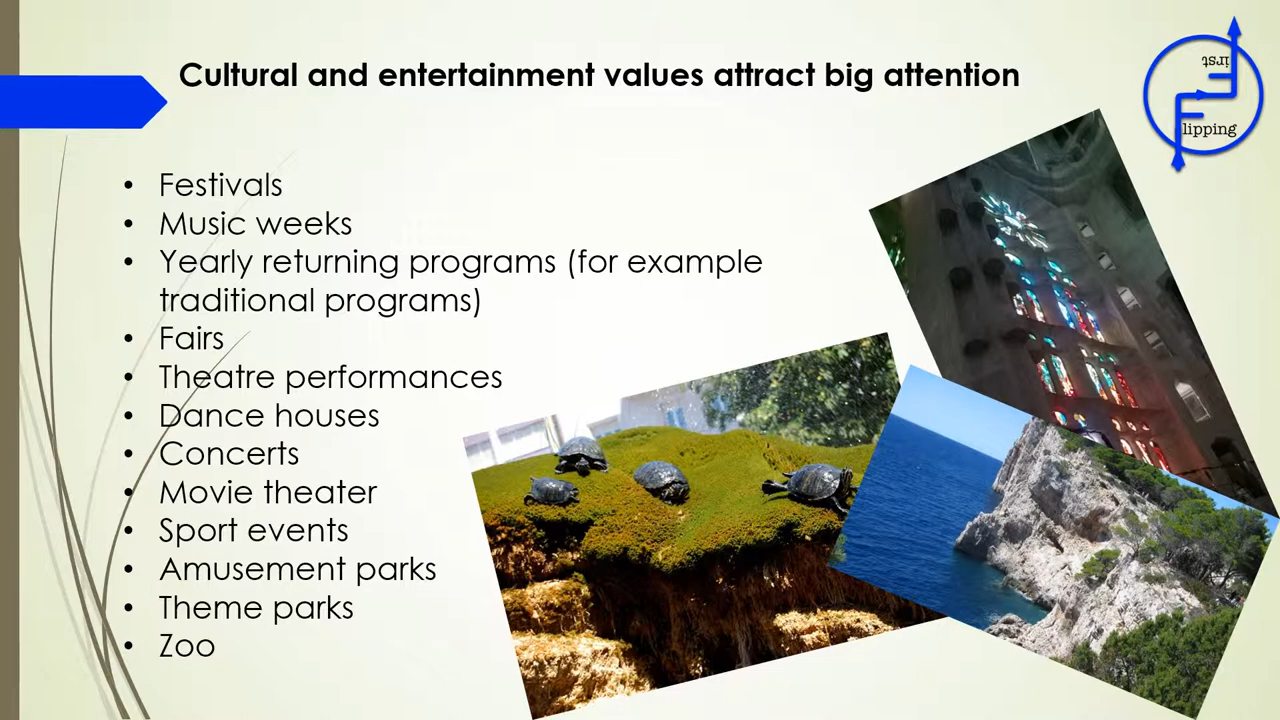 Cultural and entertainment values attract big attention
irst
lipping
• Festivals
• Music weeks
• Yearly returning programs (for example
traditional programs)
• Fairs
• Theatre performances
• Dance houses
• Concerts
• Movie theater
• Sport events
• Amusement parks
• Theme parks
• Zoo